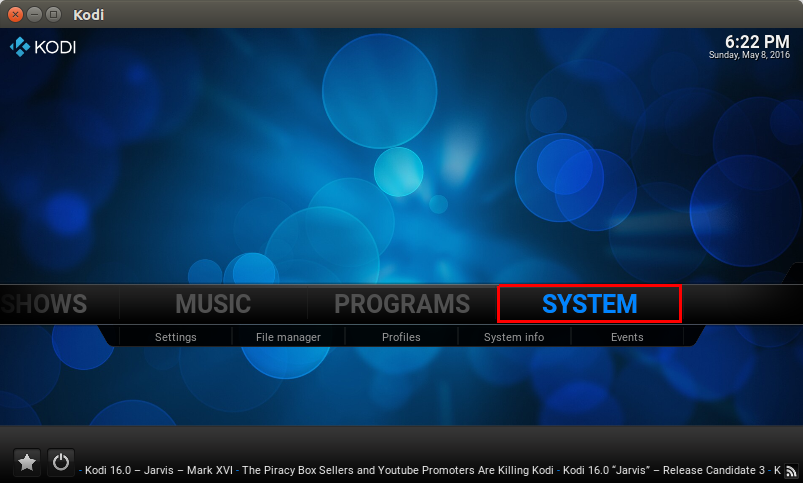 Kodi
KODI
6:22 PM
Sunday, May 8, 2016
SHOWS MUSIC PROGRAMS SYSTEM
Settings File manager Profiles System info Events
- Kodi 16.0 – Jarvis – Mark XVI - The Piracy Box Sellers and Youtube Promoters Are Killing Kodi - Kodi 16.0 “Jarvis” – Release Candidate 3 - K